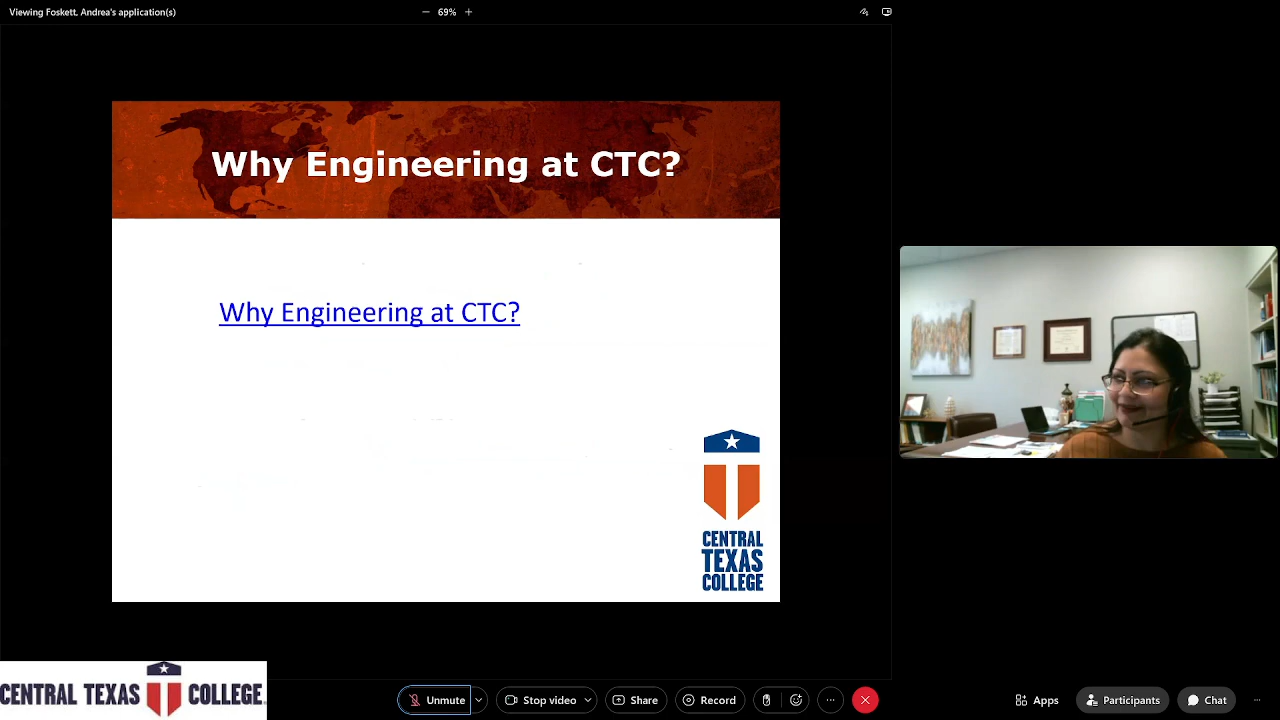 Viewing Foskett, Andrea's application(s)
− 69% +
Why Engineering at CTC?
Why Engineering at CTC?
CENTRAL
TEXAS
COLLEGE
CENTRAL TEXAS COLLEGE
Unmute
Stop video
Share
Record
Apps
Participants
Chat